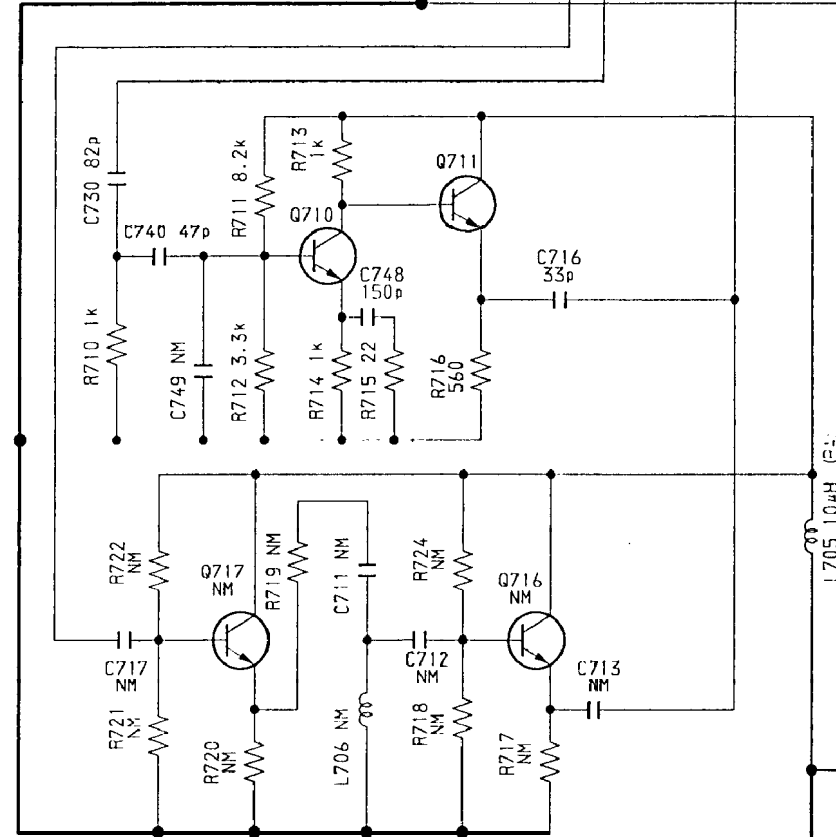 C730 82p
R711 8.2k
R713
1k
Q711
Q710
C740 47p
C748
150p
C716
33p
R710 1k
C749 NM
R712 3.3k
R714 1k
R715 22
R716
560
L705 10µH
R722
NM
Q717
NM
R719 NM
C711 NM
R724
NM
Q716
NM
C717
NM
C712
NM
C713
NM
R721
NM
R720
NM
L706 NM
R718
NM
R717
NM